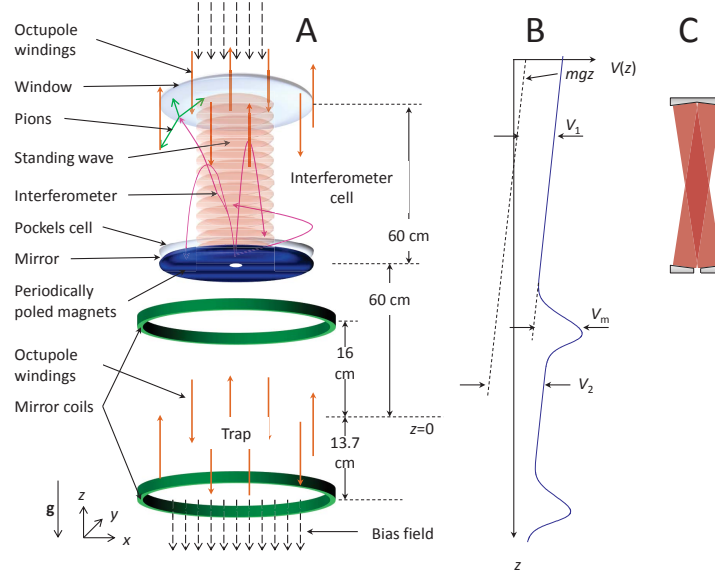 A
B
C
Octupole
windings
Window
Pions
Standing wave
Interferometer
Pockels cell
Mirror
Periodically
poled magnets
Octupole
windings
Mirror coils
Interferometer
cell
60 cm
60 cm
16
cm
Trap
13.7
cm
z=0
Bias field
g
z
y
x
V(z)
mgz
V1
Vm
V2
z